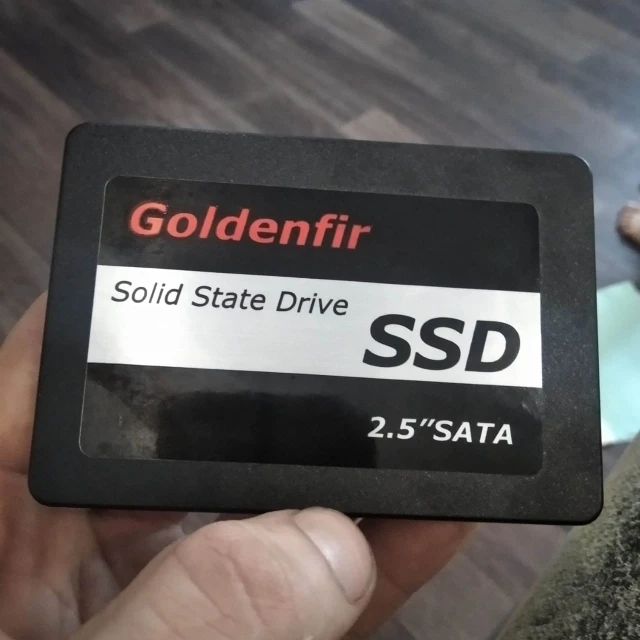 Goldenfir
Solid State Drive
SSD
2.5"SATA